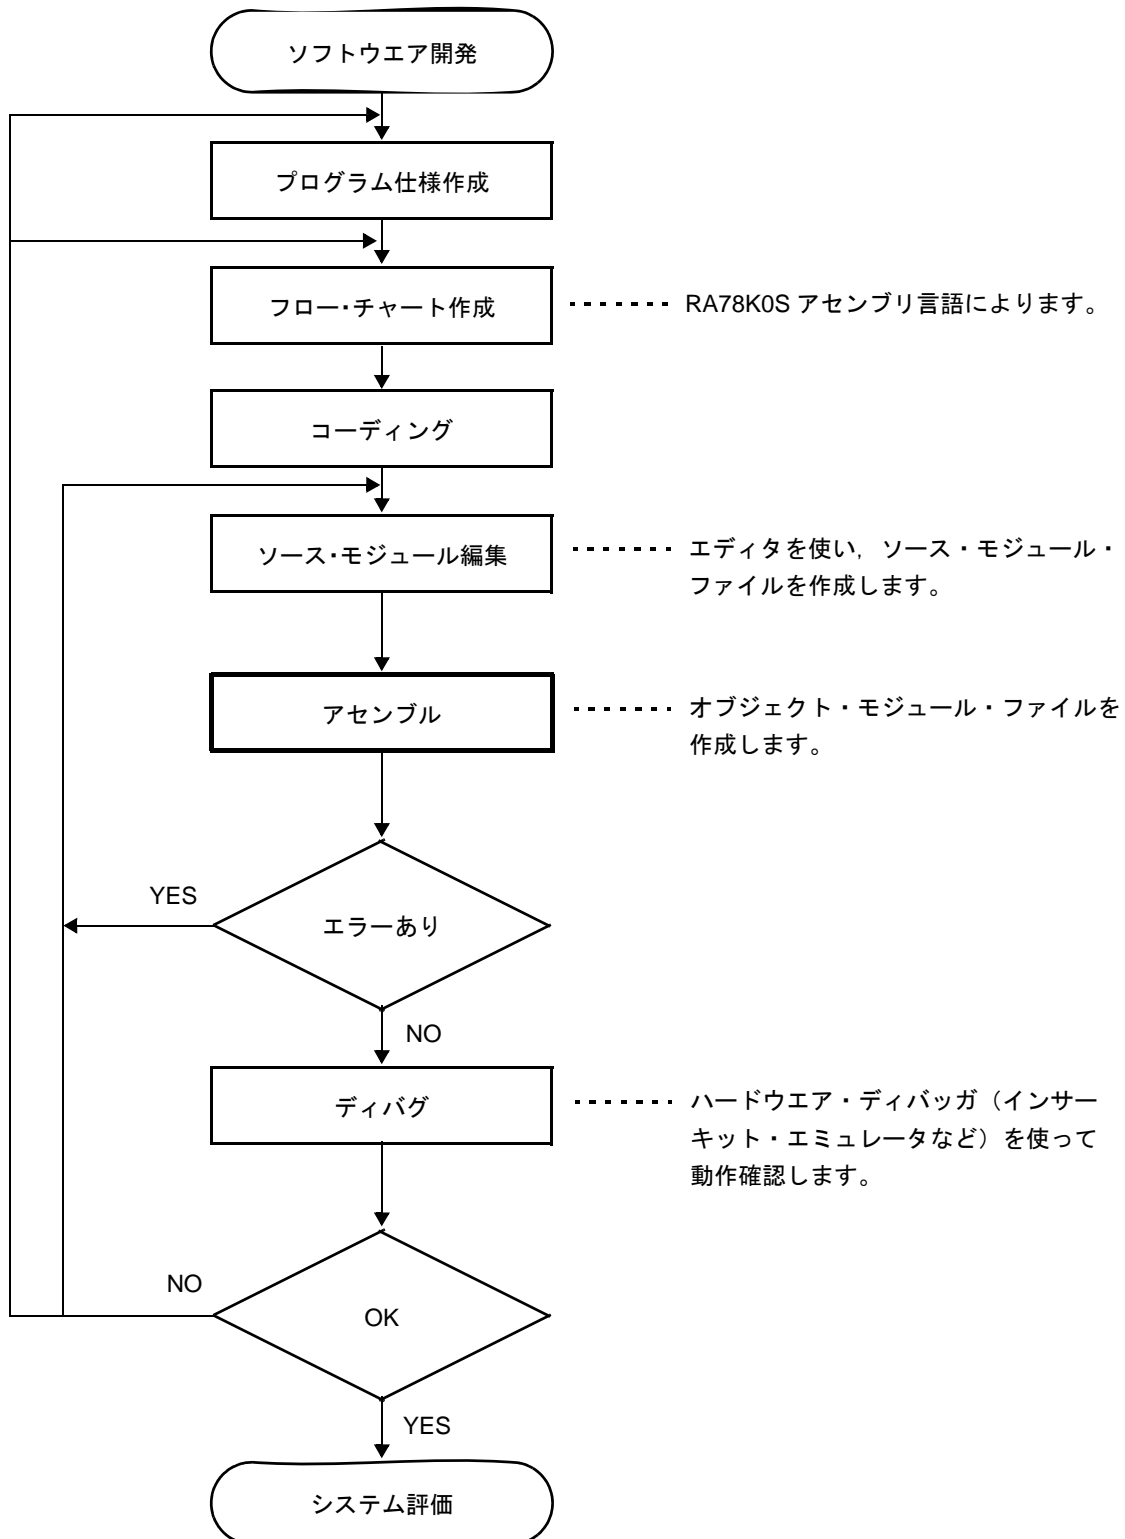 ソフトウエア開発
プログラム仕様作成
フロー・チャート作成
RA78K0S アセンブリ言語によります。
コーディング
ソース・モジュール編集
エディタを使い，ソース・モジュール・
ファイルを作成します。
アセンブル
オブジェクト・モジュール・ファイルを
作成します。
YES
エラーあり
NO
ディバグ
ハードウエア・ディバッガ（インサー
キット・エミュレータなど）を使って
動作確認します。
NO
OK
YES
システム評価